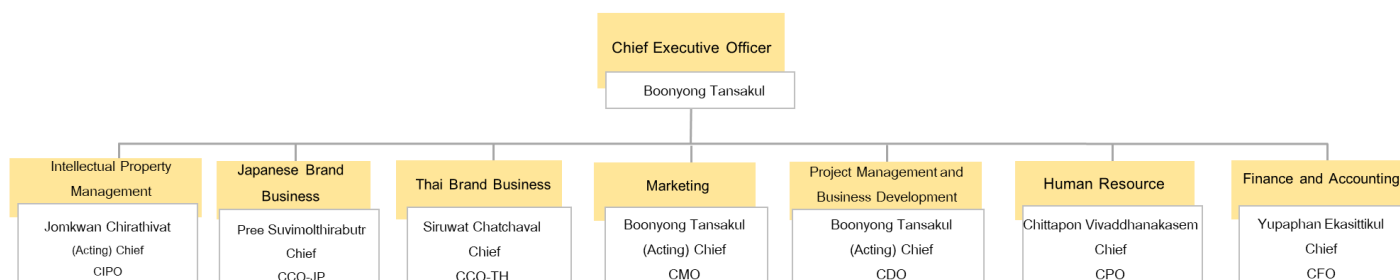 Chief Executive Officer
Boonyong Tansakul
Intellectual Property
Management
Jomkwan Chirathivat
(Acting) Chief
CIPO
Japanese Brand
Business
Pree Suvimolthirabutr
Chief
CCO-JP
Thai Brand Business
Siruwat Chatchaval
Chief
CCO-TH
Marketing
Boonyong Tansakul
(Acting) Chief
CMO
Project Management and
Business Development
Boonyong Tansakul
(Acting) Chief
CDO
Human Resource
Chittapon Vivaddhanakasem
Chief
CPO
Finance and Accounting
Yupaphan Ekasittikul
Chief
CFO